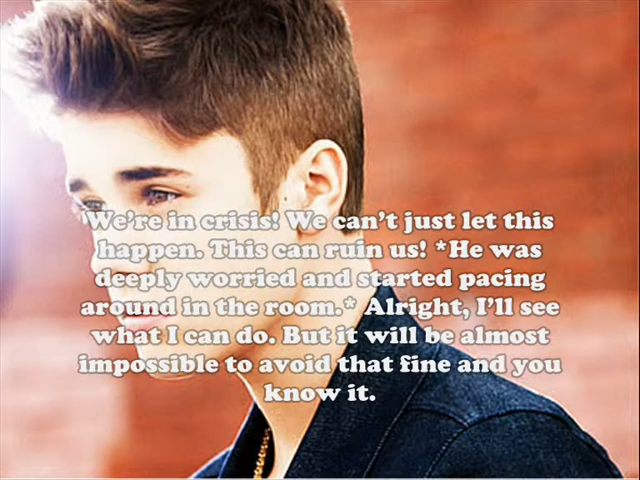 We're in crisis! We can't just let this
happen. This can ruin us! *He was
deeply worried and started pacing
around in the room.* Alright, I'll see
what I can do. But it will be almost
impossible to avoid that fine and you
know it.